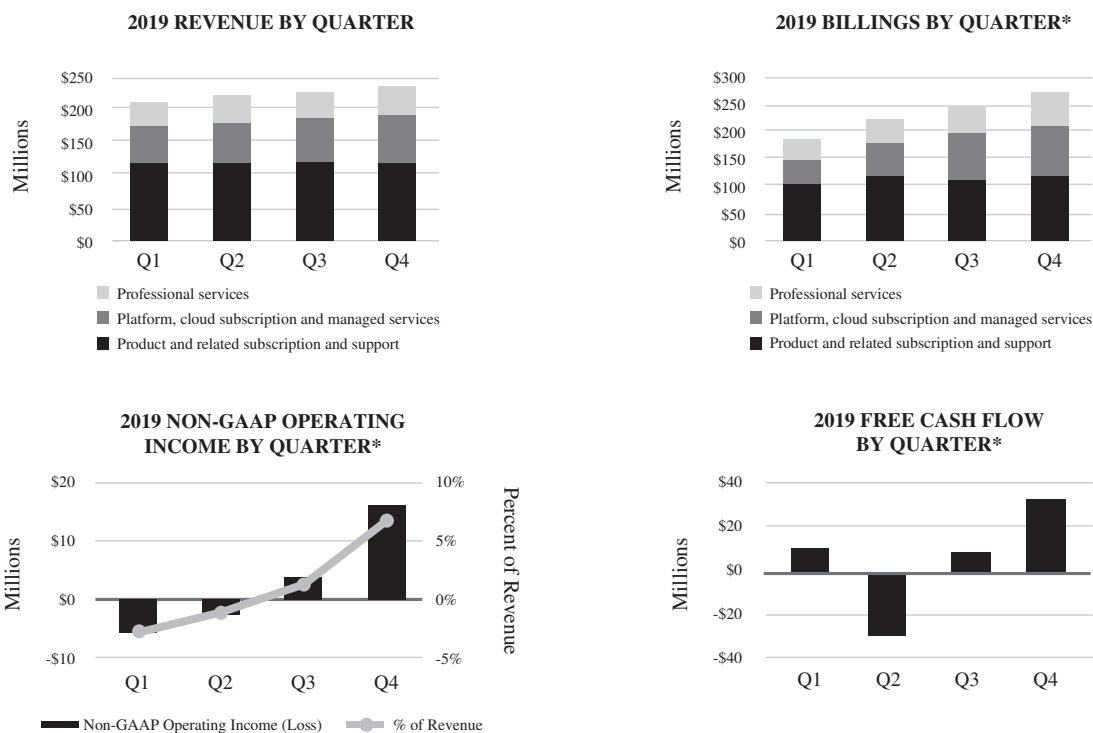 2019 REVENUE BY QUARTER
Millions
$250
$200
$150
$100
$50
$0
Q1 Q2 Q3 Q4
Professional services
Platform, cloud subscription and managed services
Product and related subscription and support
2019 BILLINGS BY QUARTER*
Millions
$300
$250
$200
$150
$100
$50
$0
Q1 Q2 Q3 Q4
Professional services
Platform, cloud subscription and managed services
Product and related subscription and support
2019 NON-GAAP OPERATING
INCOME BY QUARTER*
Millions
$20
$10
$0
-$10
10%
5%
0%
-5%
Percent of Revenue
Q1 Q2 Q3 Q4
Non-GAAP Operating Income (Loss) % of Revenue
2019 FREE CASH FLOW
BY QUARTER*
Millions
$40
$20
$0
-$20
-$40
Q1 Q2 Q3 Q4